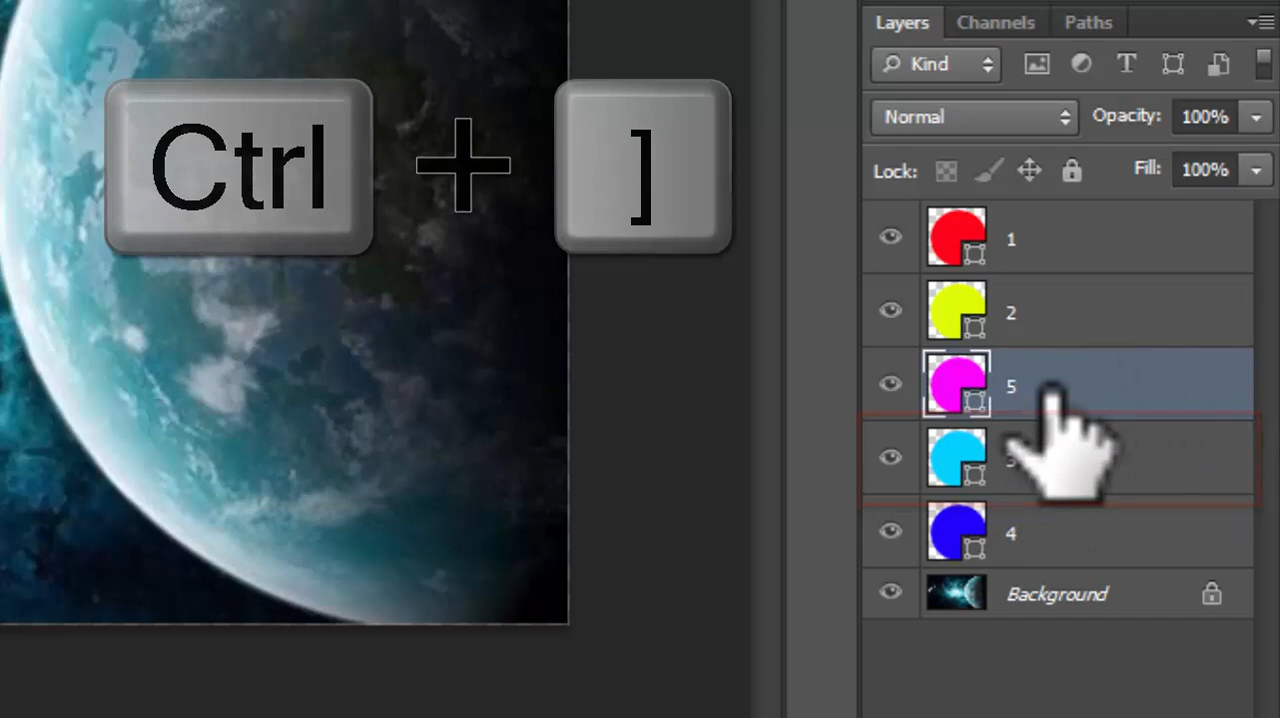 Layers Channels Paths
Kind T
Normal Opacity: 100%
Lock: Fill: 100%
Ctrl + ]
1
2
5
4
Background